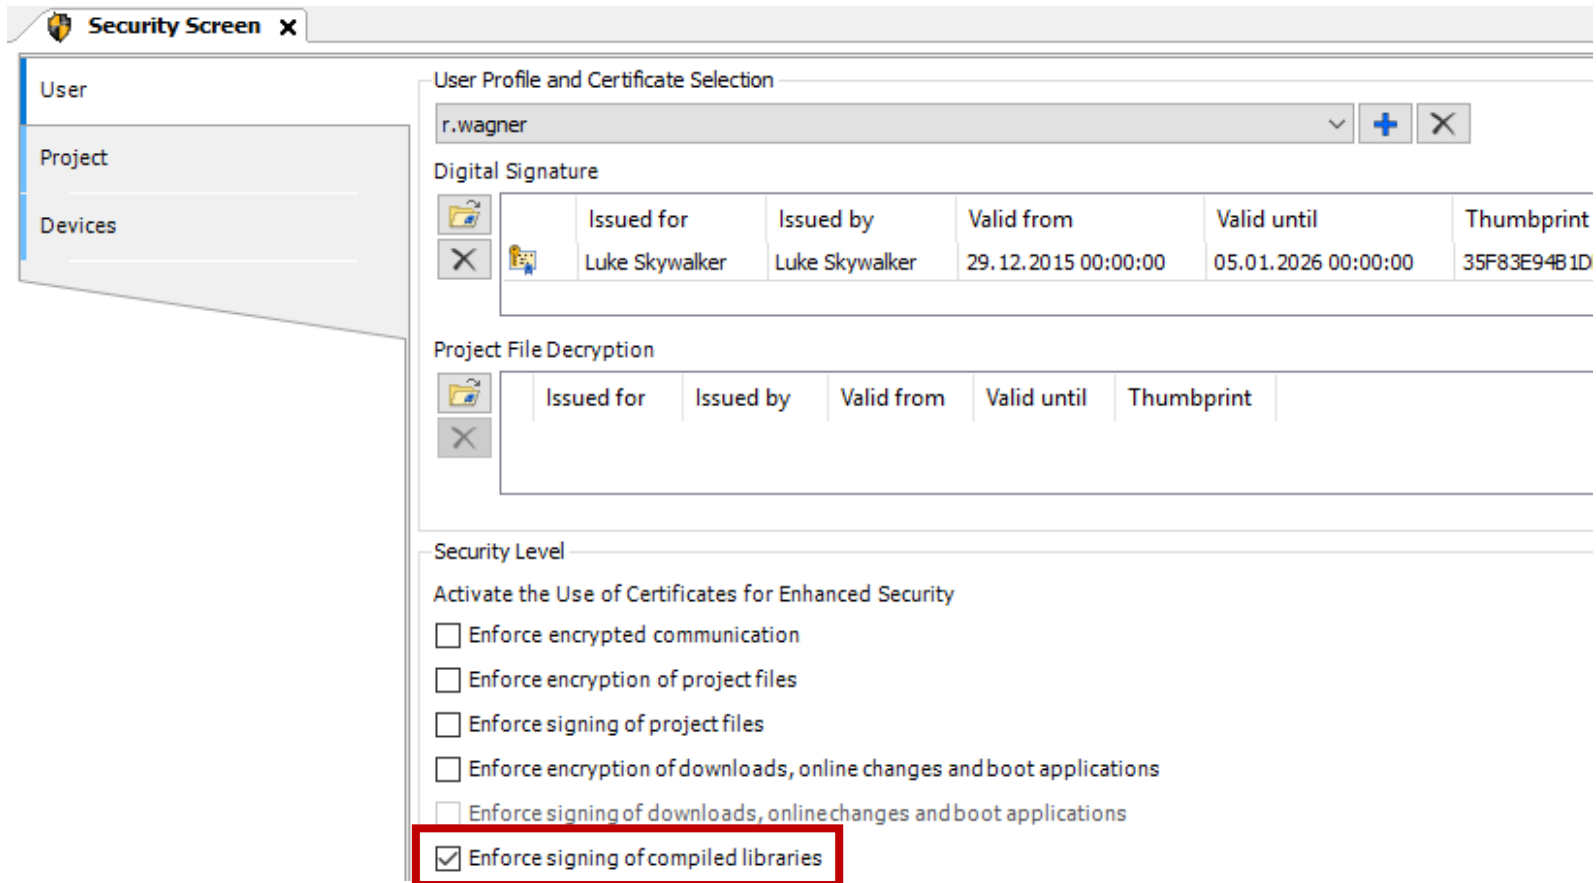 Security Screen
User
Project
Devices
User Profile and Certificate Selection
r.wagner
Digital Signature
Issued for Issued by Valid from Valid until Thumbprint
Luke Skywalker Luke Skywalker 29.12.2015 00:00:00 05.01.2026 00:00:00 35F83E94B1D
Project File Decryption
Issued for Issued by Valid from Valid until Thumbprint
Security Level
Activate the Use of Certificates for Enhanced Security
Enforce encrypted communication
Enforce encryption of project files
Enforce signing of project files
Enforce encryption of downloads, online changes and boot applications
Enforce signing of downloads, online changes and boot applications
Enforce signing of compiled libraries